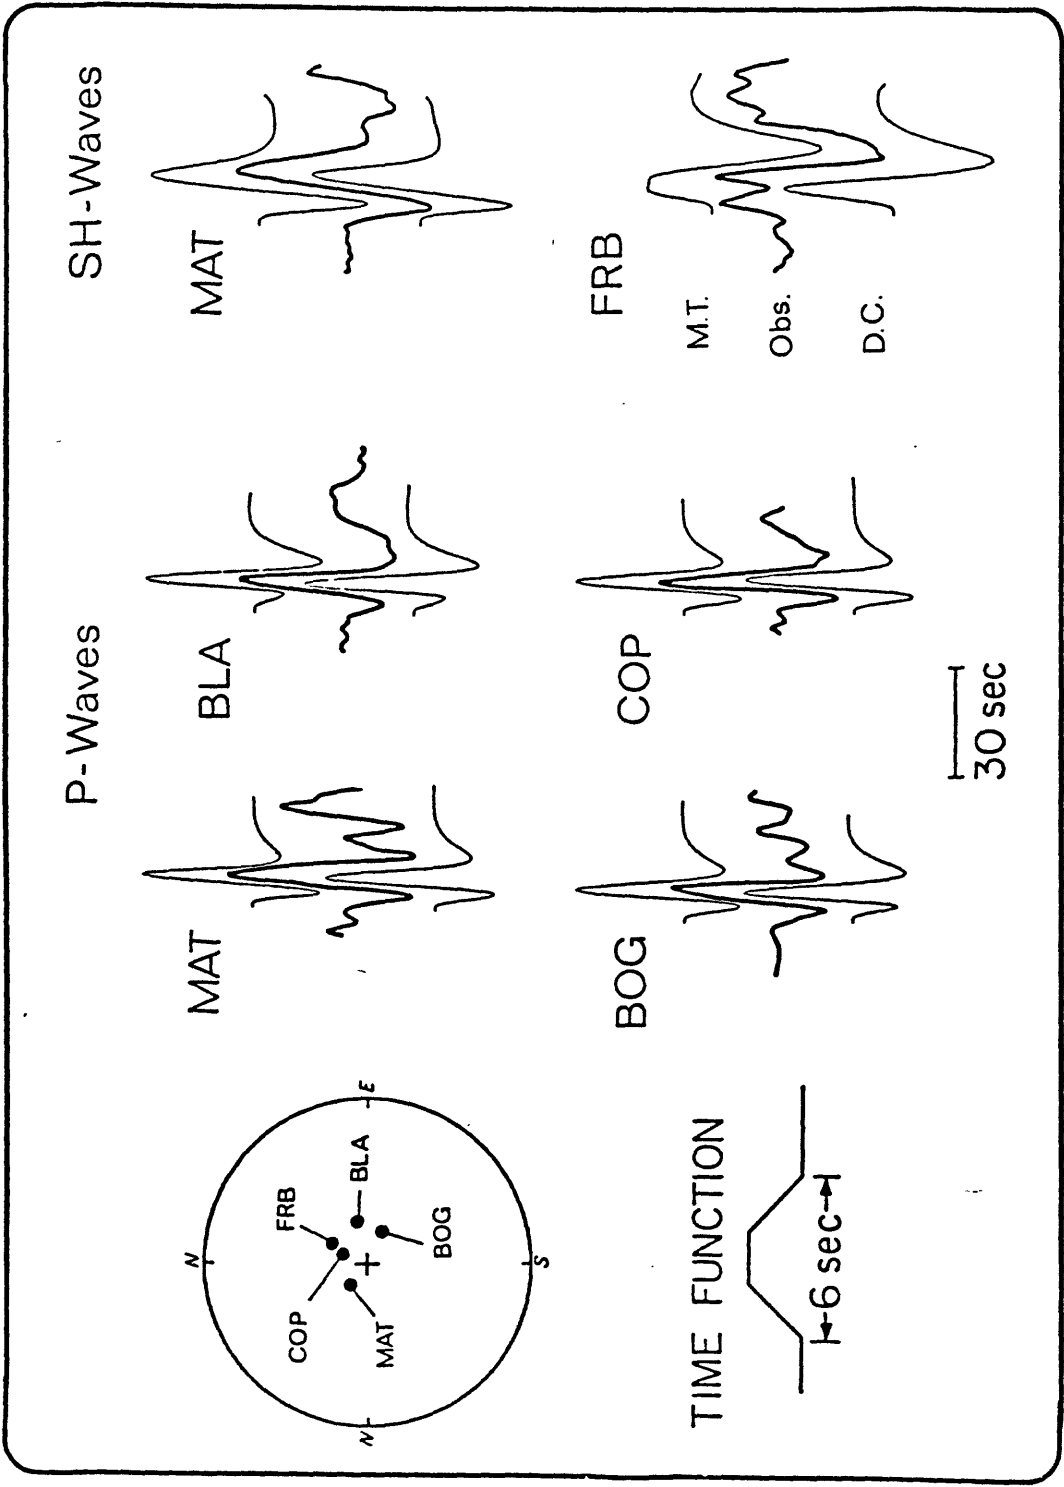 P-Waves
SH-Waves
N
N
E
S
FRB
COP
BLA
MAT
BOG
MAT
BLA
MAT
TIME FUNCTION
6 sec
BOG
COP
FRB
M.T.
Obs.
D.C.
30 sec